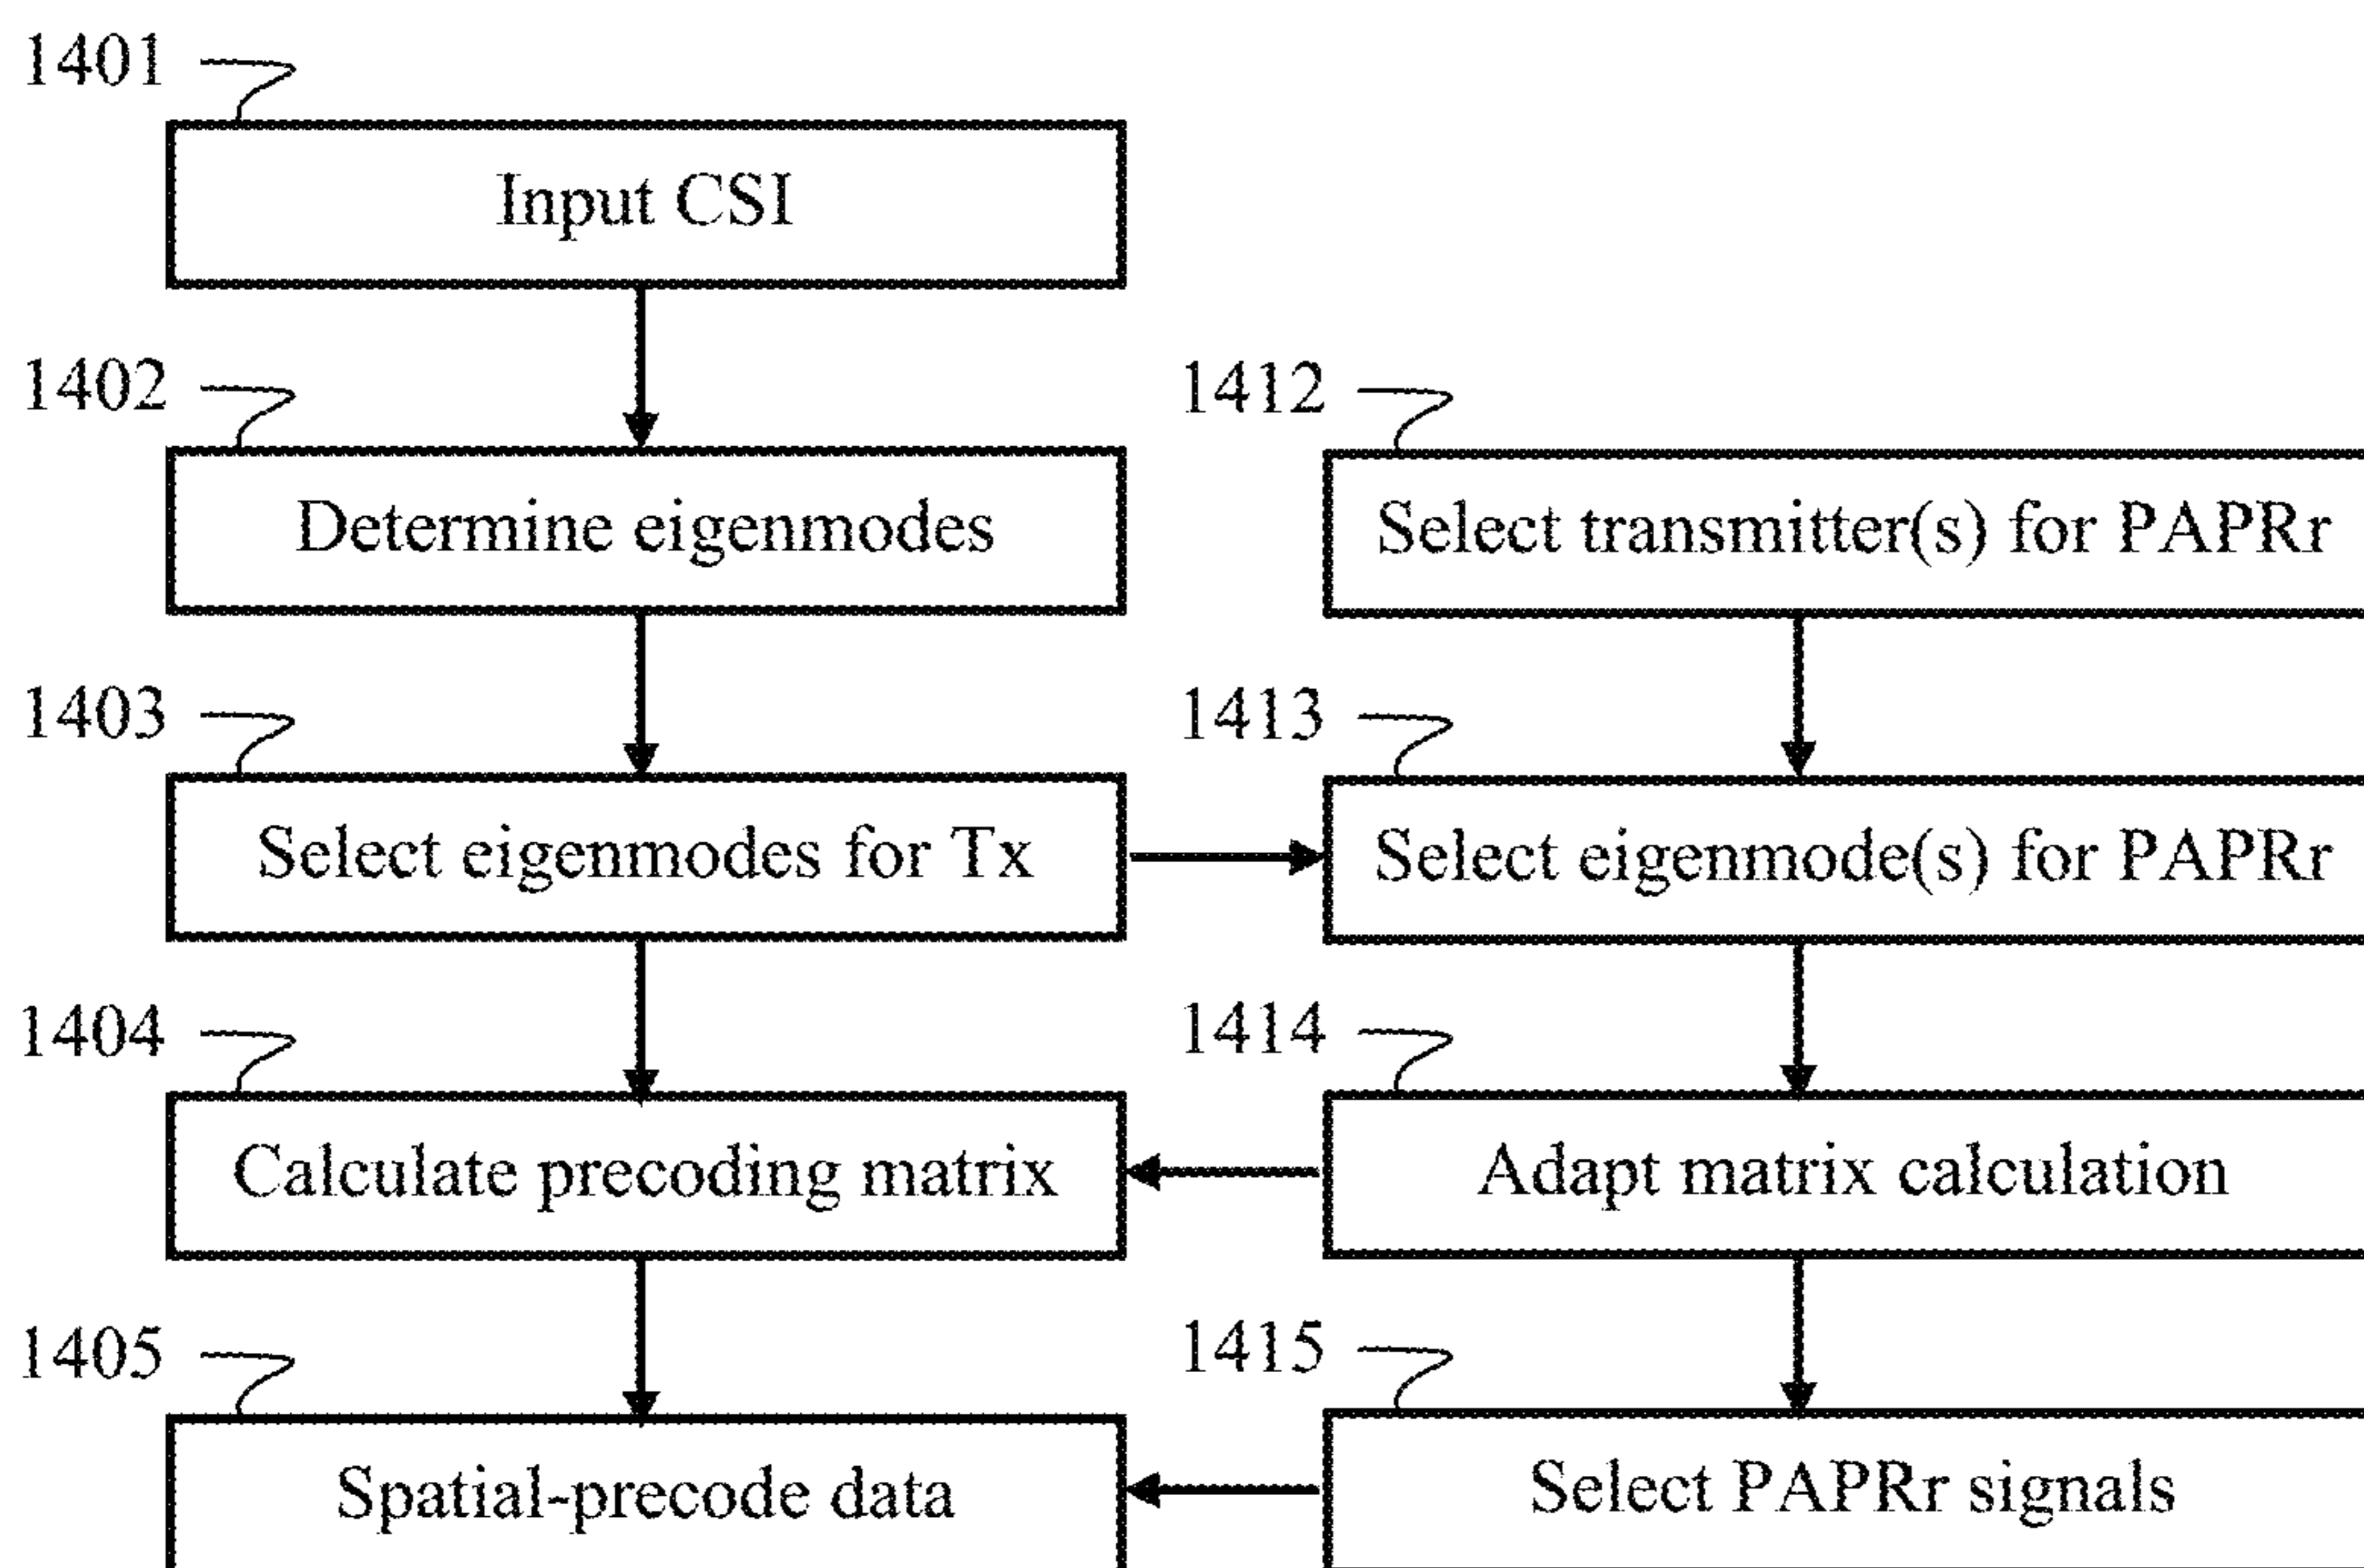 1401
Input CSI
1402
Determine eigenmodes
1412
Select transmitter(s) for PAPRr
1403
Select eigenmodes for Tx
1413
Select eigenmode(s) for PAPRr
1404
Calculate precoding matrix
1414
Adapt matrix calculation
1405
Spatial-precode data
1415
Select PAPRr signals